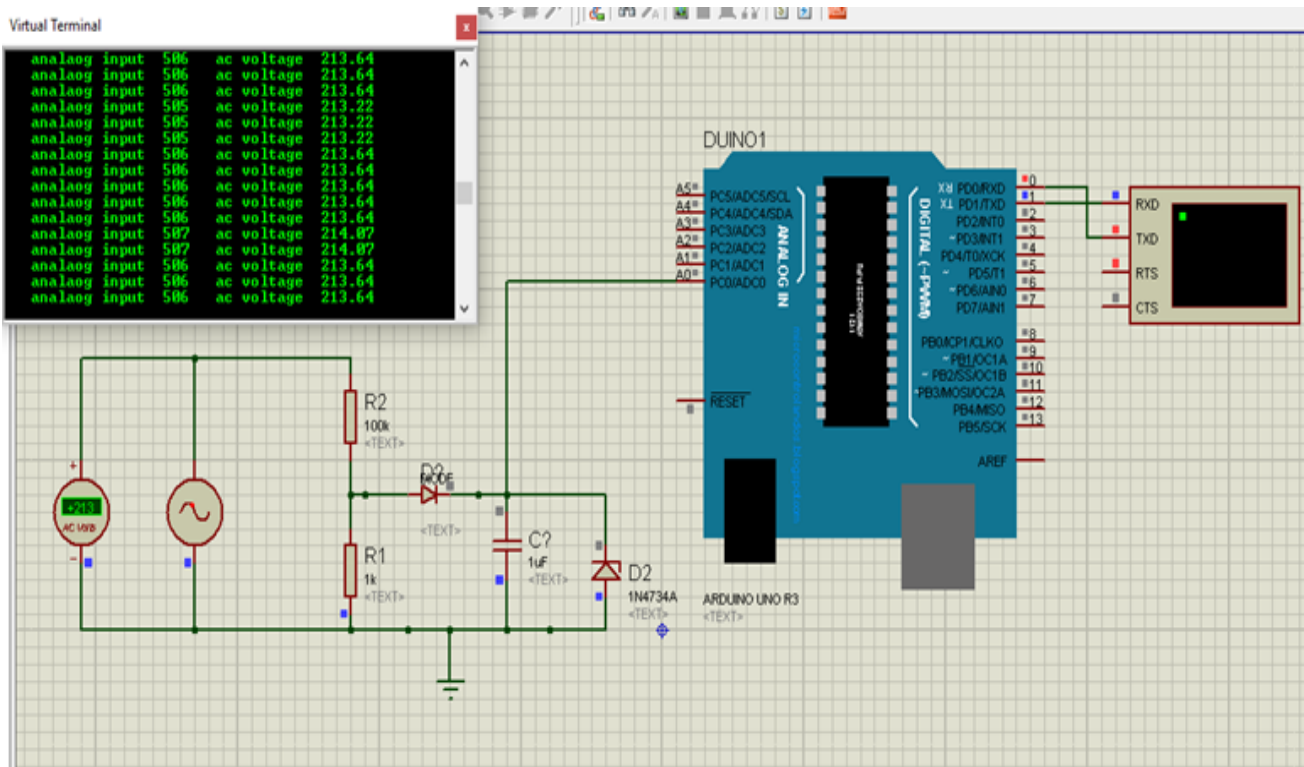 Virtual Terminal
x
analaog input 506 ac voltage 213.64
analaog input 506 ac voltage 213.64
analaog input 506 ac voltage 213.64
analaog input 505 ac voltage 213.22
analaog input 505 ac voltage 213.22
analaog input 505 ac voltage 213.22
analaog input 506 ac voltage 213.64
analaog input 506 ac voltage 213.64
analaog input 506 ac voltage 213.64
analaog input 506 ac voltage 213.64
analaog input 506 ac voltage 213.64
analaog input 507 ac voltage 214.07
analaog input 507 ac voltage 214.07
analaog input 506 ac voltage 213.64
analaog input 506 ac voltage 213.64
analaog input 506 ac voltage 213.64
DUINO1
A5
A4
A3
A2
A1
A0
PC5/ADC5/SCL
PC4/ADC4/SDA
PC3/ADC3
PC2/ADC2
PC1/ADC1
PC0/ADC0
ANALOG IN
RESET
DIGITAL (~PWM)
RX PD0/RXD 0
TX PD1/TXD 1
PD2/INT0 2
~PD3/INT1 3
PD4/T0/XCK 4
~PD5/T1 5
~PD6/AIN0 6
PD7/AIN1 7
PB0/ICP1/CLKO 8
~PB1/OC1A 9
~PB2/SS/OC1B 10
~PB3/MOSI/OC2A 11
PB4/MISO 12
PB5/SCK 13
AREF
RXD
TXD
RTS
CTS
R2
100k
<TEXT>
D?
<TEXT>
+213
AC Volts
+
-
R1
1k
<TEXT>
C?
1uF
<TEXT>
D2
1N4734A
<TEXT>
ARDUINO UNO R3
<TEXT>